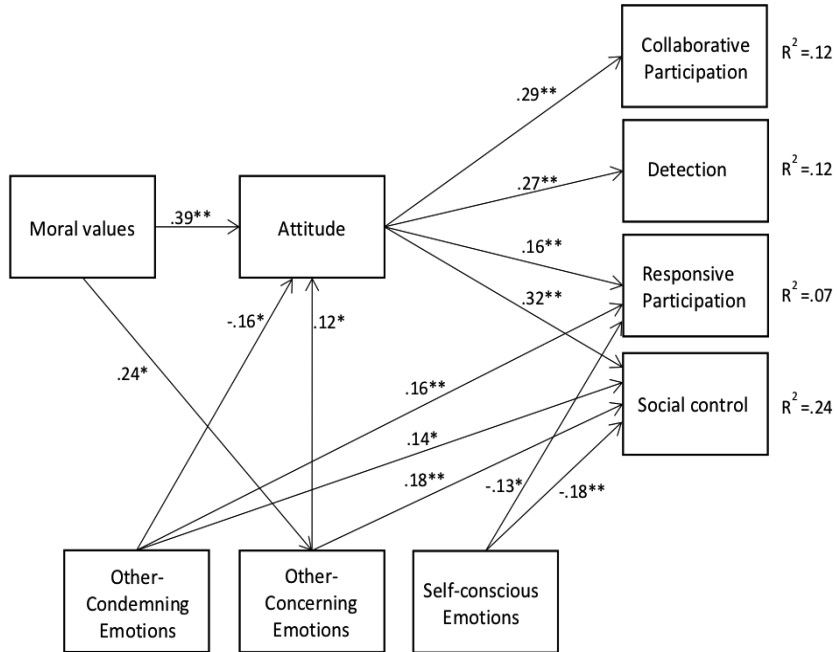 Collaborative
Participation
R²=.12
.29**
Detection
R²=.12
.27**
Moral values
.39**
Attitude
.16**
Responsive
Participation
R²=.07
.32**
-.16*
.12*
.24*
.16**
Social control
R²=.24
.14*
.18**
-.13*
-.18**
Other-
Condemning
Emotions
Other-
Concerning
Emotions
Self-conscious
Emotions